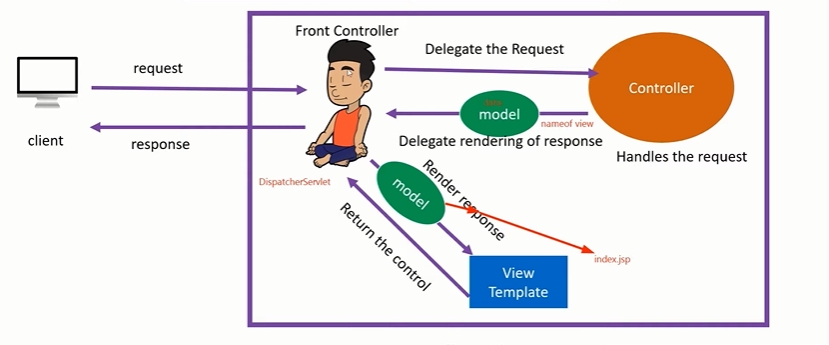 Front Controller
request
Delegate the Request
Controller
data
model
nameof view
client
response
Delegate rendering of response
Handles the request
DispatcherServlet
model
Render response
Return the control
index.jsp
View
Template